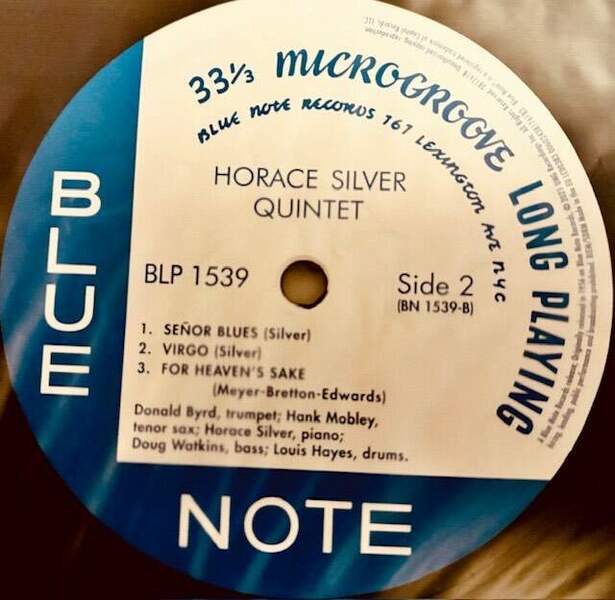 33⅓ MICROGROOVE LONG PLAYING
BLUE NOTE RECORDS 767 LEXINGTON AVE NYC
HORACE SILVER
QUINTET
BLP 1539
Side 2
(BN 1539-B)
1. SEÑOR BLUES (Silver)
2. VIRGO (Silver)
3. FOR HEAVEN'S SAKE
(Meyer-Bretton-Edwards)
Donald Byrd, trumpet; Hank Mobley,
tenor sax; Horace Silver, piano;
Doug Watkins, bass; Louis Hayes, drums.
BLUE
NOTE